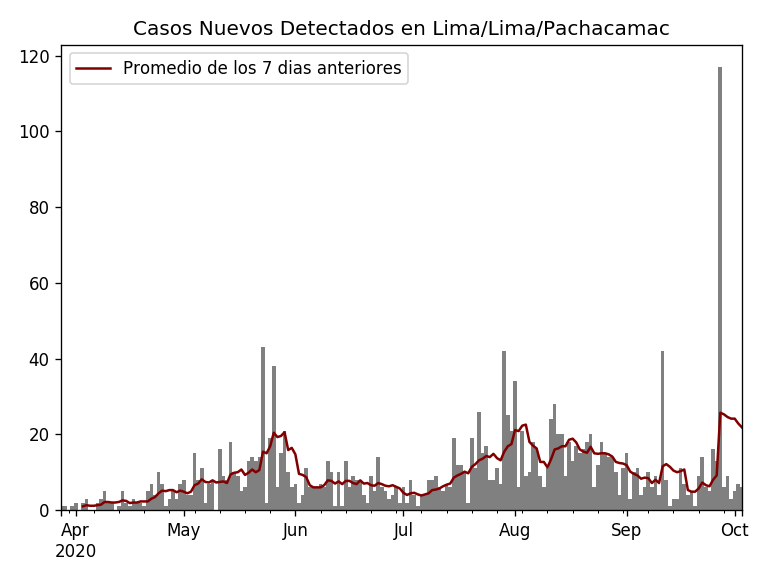 Casos Nuevos Detectados en Lima/Lima/Pachacamac
Promedio de los 7 dias anteriores
120
100
80
60
40
20
0
Apr May Jun Jul Aug Sep Oct
2020